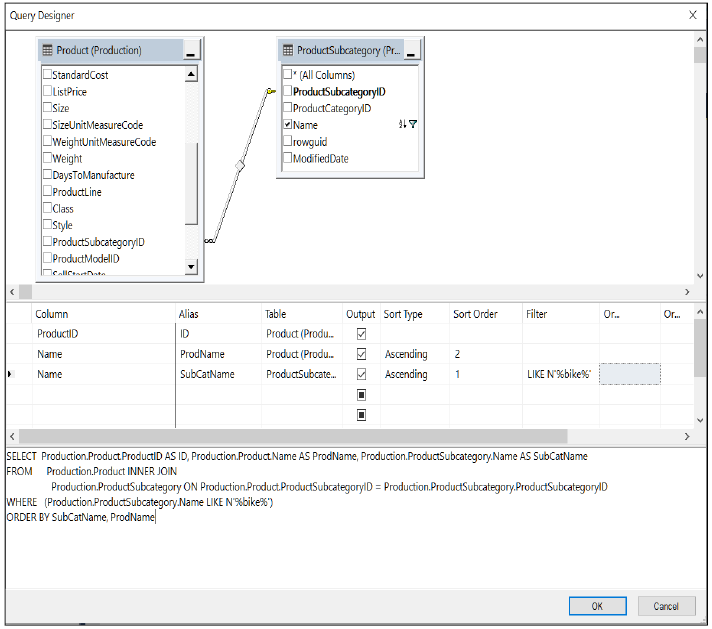 Query Designer X
Product (Production)
StandardCost
ListPrice
Size
SizeUnitMeasureCode
WeightUnitMeasureCode
Weight
DaysToManufacture
ProductLine
Class
Style
ProductSubcategoryID
ProductModelID
SellStartDate
ProductSubcategory (Pr...
* (All Columns)
ProductSubcategoryID
ProductCategoryID
Name
rowguid
ModifiedDate
Column Alias Table Output Sort Type Sort Order Filter Or... Or...
ProductID ID Product (Produ...
Name ProdName Product (Produ... Ascending 2
Name SubCatName ProductSubcate... Ascending 1 LIKE N'%bike%'
SELECT Production.Product.ProductID AS ID, Production.Product.Name AS ProdName, Production.ProductSubcategory.Name AS SubCatName
FROM Production.Product INNER JOIN
Production.ProductSubcategory ON Production.Product.ProductSubcategoryID = Production.ProductSubcategory.ProductSubcategoryID
WHERE (Production.ProductSubcategory.Name LIKE N'%bike%')
ORDER BY SubCatName, ProdName
OK Cancel